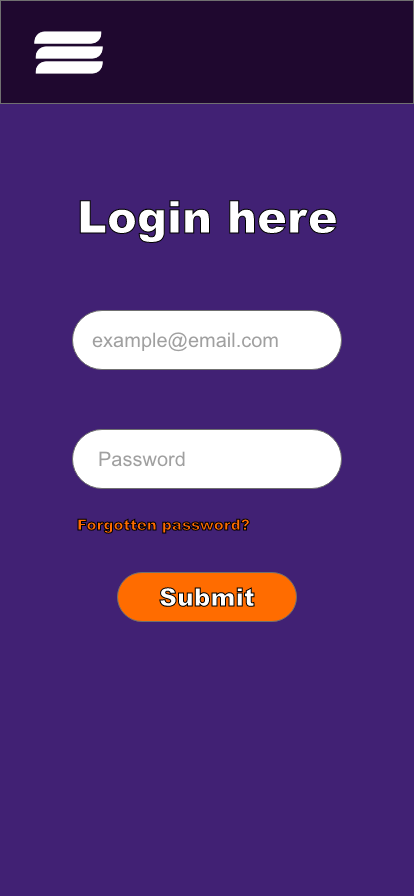 Login here
example@email.com
Password
Forgotten password?
Submit